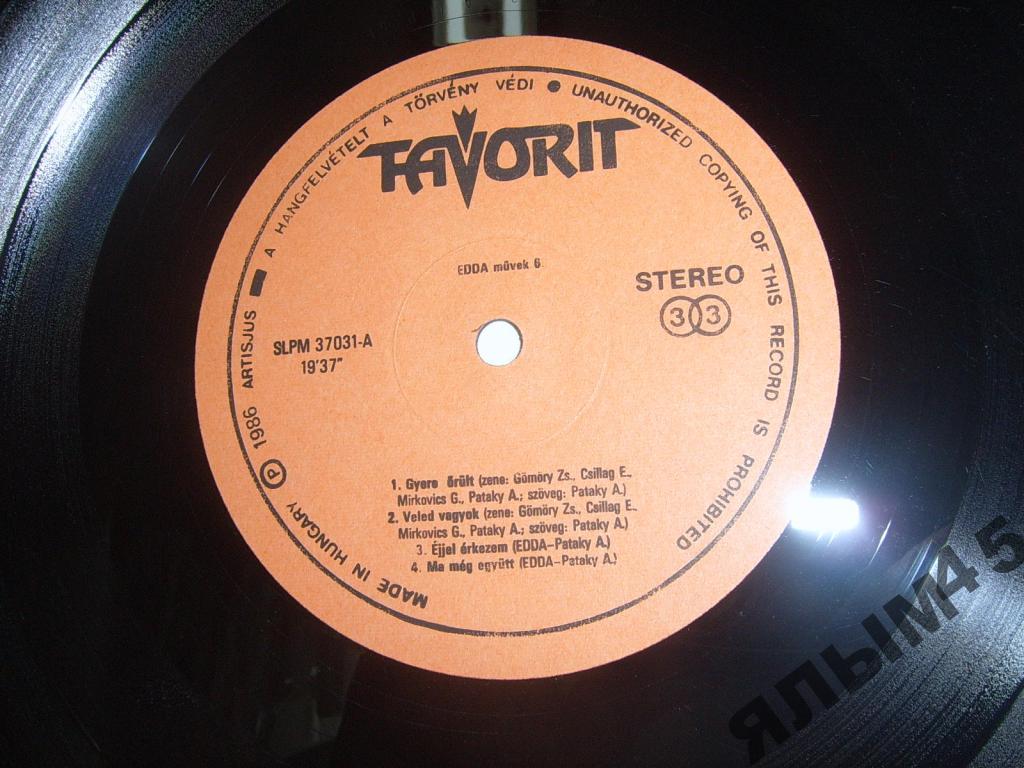 A HANGFELVÉTELT A TÖRVÉNY VÉDI ● UNAUTHORIZED COPYING OF THIS RECORD IS PROHIBITED
FAVORIT
EDDA művek 6.
STEREO
33
SLPM 37031-A
19'37"
1. Gyere őrült (zene: Gömöry Zs., Csillag E.,
Mirkovics G., Pataky A.; szöveg: Pataky A.)
2. Veled vagyok (zene: Gömöry Zs., Csillag E.,
Mirkovics G., Pataky A.; szöveg: Pataky A.)
3. Éjjel érkezem (EDDA-Pataky A.)
4. Ma még együtt (EDDA-Pataky A.)
MADE IN HUNGARY Ⓟ 1986 ARTISJUS
ЯЛЫМ45